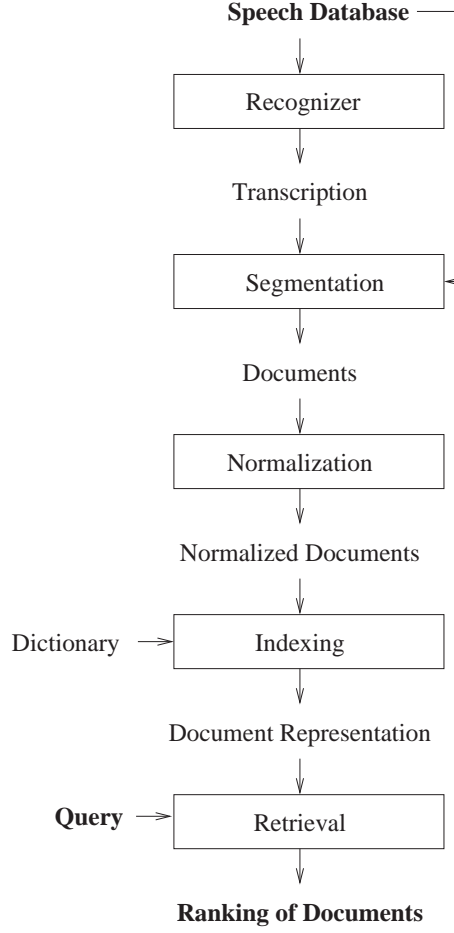 Speech Database
Recognizer
Transcription
Segmentation
Documents
Normalization
Normalized Documents
Dictionary
Indexing
Document Representation
Query
Retrieval
Ranking of Documents